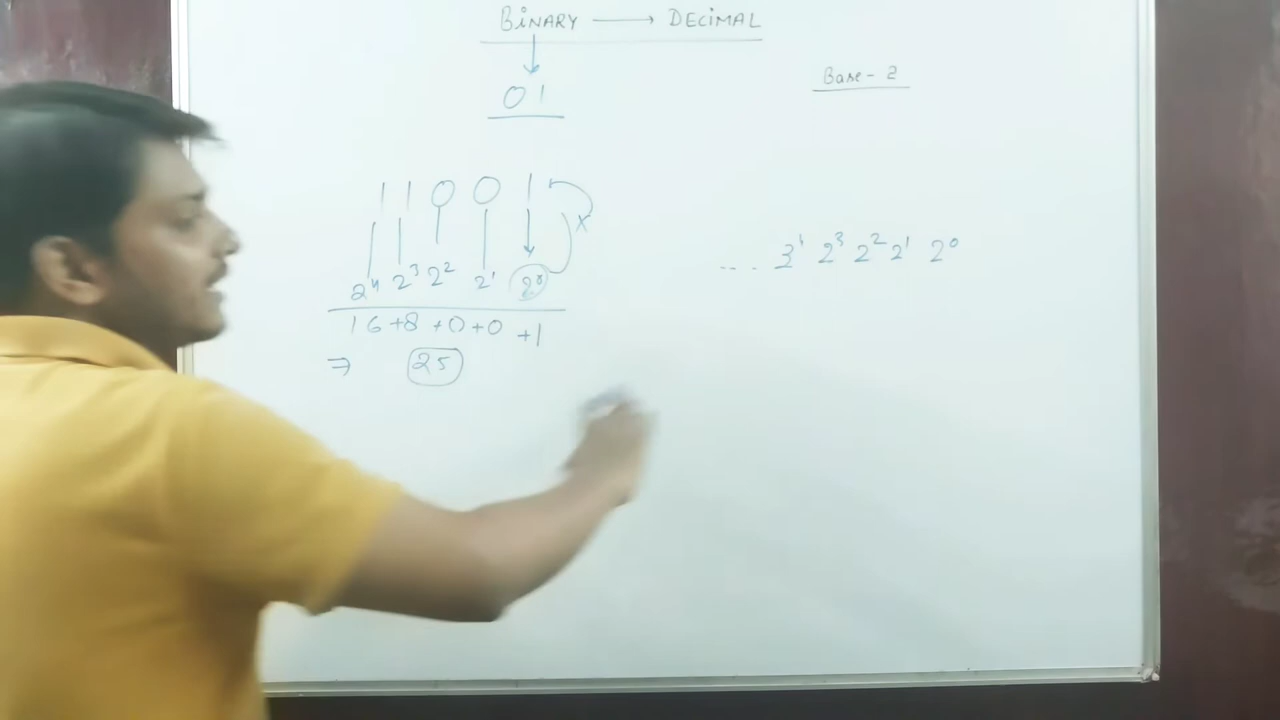 BINARY → DECIMAL
Base - 2
0 1
1 1 0 0 1 x
.... 3¹ 2³ 2² 2¹ 2⁰
2⁴ 2³ 2² 2¹ 2⁰
16 +8 +0 +0 +1
⇒ 25